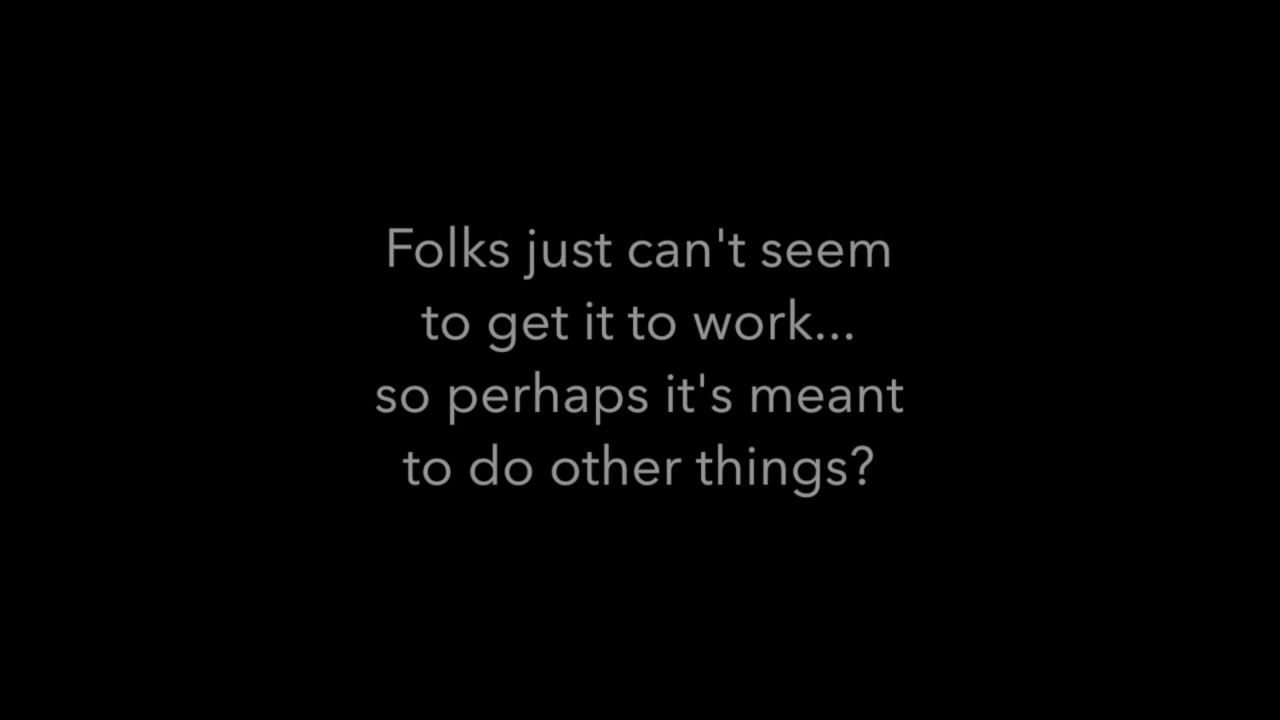 Folks just can't seem
to get it to work...
so perhaps it's meant
to do other things?